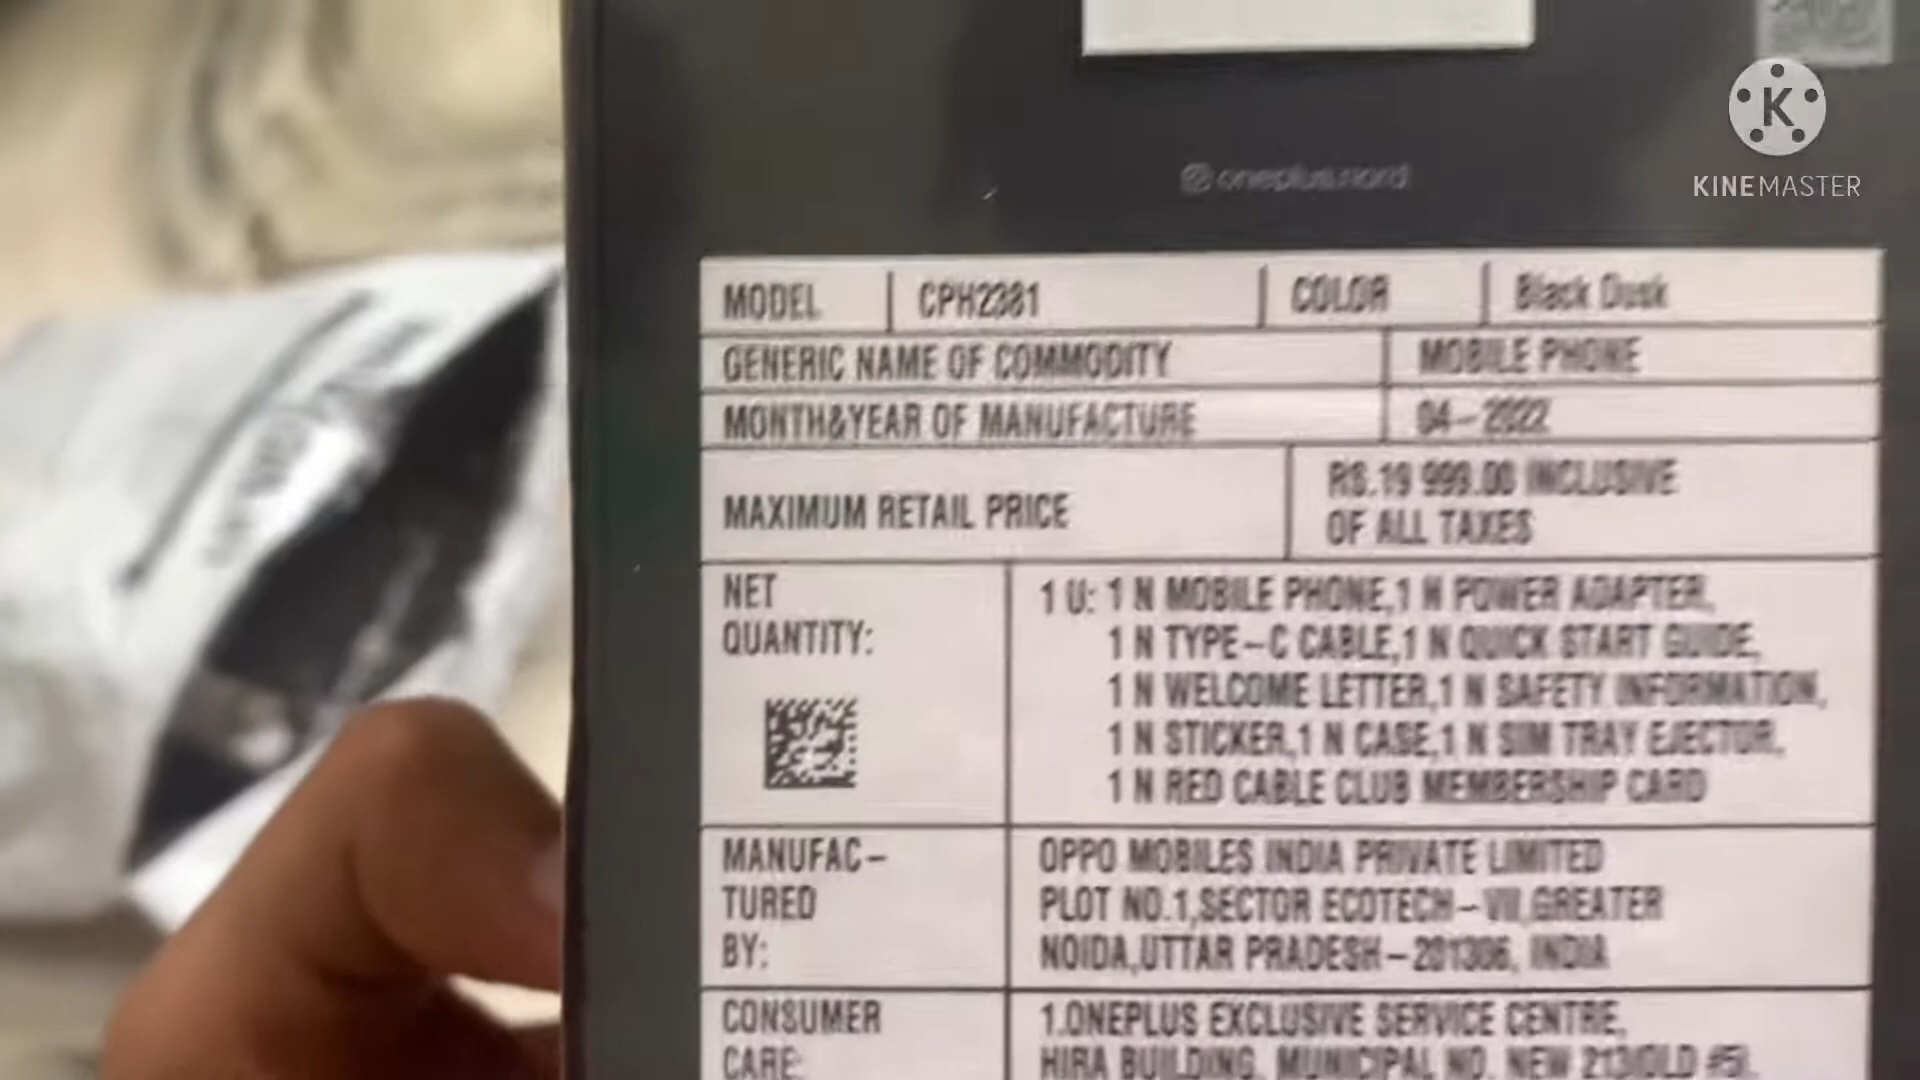 K
KINEMASTER
@oneplus.nord
MODEL CPH2381 COLOR Black Dusk
GENERIC NAME OF COMMODITY MOBILE PHONE
MONTH&YEAR OF MANUFACTURE 04-2022
MAXIMUM RETAIL PRICE RS.19 999.00 INCLUSIVE
OF ALL TAXES
NET
QUANTITY:
1 U: 1 N MOBILE PHONE,1 N POWER ADAPTER,
1 N TYPE-C CABLE,1 N QUICK START GUIDE,
1 N WELCOME LETTER,1 N SAFETY INFORMATION,
1 N STICKER,1 N CASE,1 N SIM TRAY EJECTOR,
1 N RED CABLE CLUB MEMBERSHIP CARD
MANUFAC-
TURED
BY:
OPPO MOBILES INDIA PRIVATE LIMITED
PLOT NO.1,SECTOR ECOTECH-VII,GREATER
NOIDA,UTTAR PRADESH-201306, INDIA
CONSUMER
CARE:
1.ONEPLUS EXCLUSIVE SERVICE CENTRE,
HIRA BUILDING, MUNICIPAL NO. NEW 213(OLD #5),